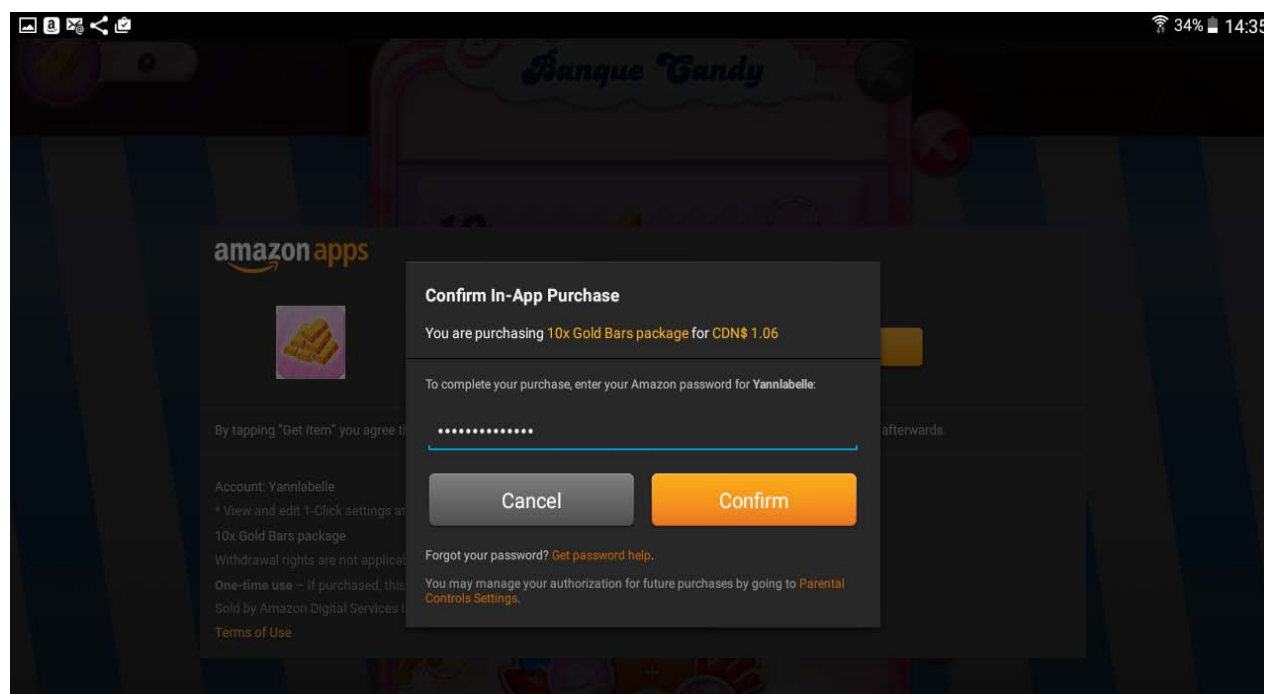 34% 14:35
Banque Candy
amazon apps
Confirm In-App Purchase
You are purchasing 10x Gold Bars package for CDN$ 1.06
To complete your purchase, enter your Amazon password for Yannlabelle:
••••••••••••••
By tapping "Get Item" you agree
afterwards.
Cancel Confirm
Account: Yannlabelle
* View and edit 1-Click settings at
10x Gold Bars package
Withdrawal rights are not
One-time use – If purchased, this
Sold by Amazon Digital Services
Terms of Use
Forgot your password? Get password help.
You may manage your authorization for future purchases by going to Parental
Controls Settings.